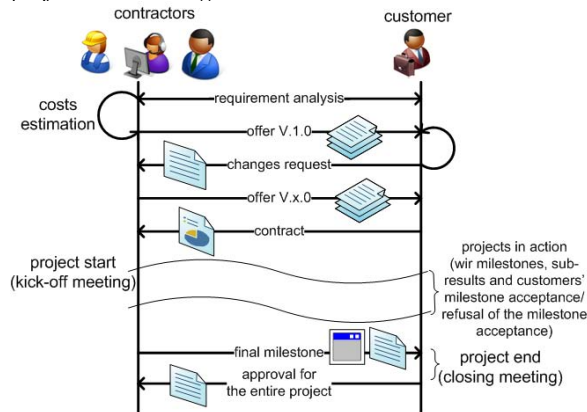 contractors
customer
costs
estimation
requirement analysis
offer V.1.0
changes request
offer V.x.0
contract
project start
(kick-off meeting)
projects in action
(wir milestones, sub-
results and customers'
milestone acceptance/
refusal of the milestone
acceptance)
final milestone
project end
(closing meeting)
approval for
the entire project